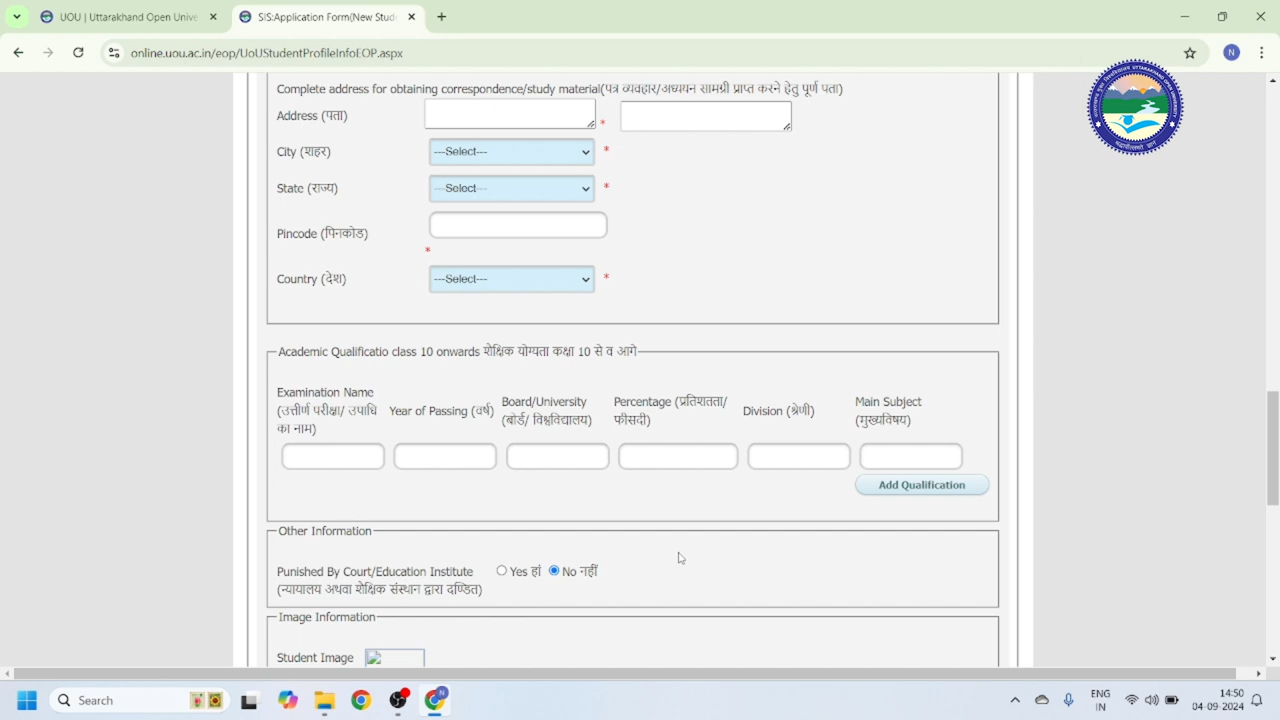 UOU | Uttarakhand Open Unive
SIS:Application Form(New Stud
online.uou.ac.in/eop/UoUStudentProfileInfoEOP.aspx
N
Complete address for obtaining correspondence/study material(पत्र व्यवहार/अध्ययन सामग्री प्राप्त करने हेतु पूर्ण पता)
Address (पता)
*
City (शहर)
---Select---
*
State (राज्य)
---Select---
*
Pincode (पिनकोड)
*
Country (देश)
---Select---
*
Academic Qualificatio class 10 onwards शैक्षिक योग्यता कक्षा 10 से व आगे
Examination Name
(उत्तीर्ण परीक्षा/ उपाधि
का नाम)
Year of Passing (वर्ष)
Board/University
(बोर्ड/ विश्वविद्यालय)
Percentage (प्रतिशतता/
फीसदी)
Division (श्रेणी)
Main Subject
(मुख्यविषय)
Add Qualification
Other Information
Punished By Court/Education Institute
(न्यायालय अथवा शैक्षिक संस्थान द्वारा दण्डित)
Yes हां
No नहीं
Image Information
Student Image
Search
ENG
IN
14:50
04-09-2024